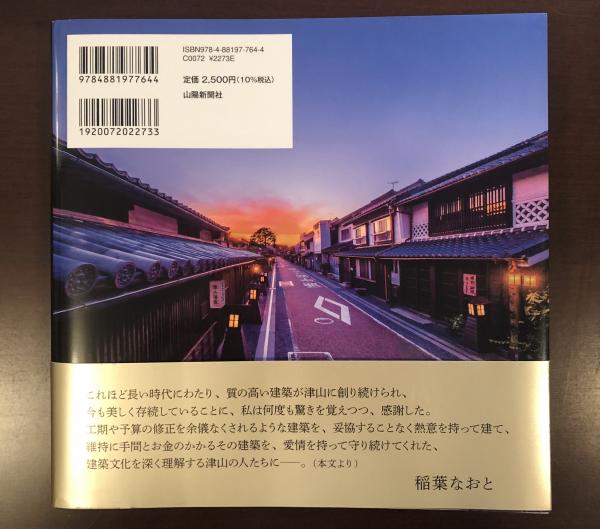 ISBN978-4-88197-764-4
C0072 ¥2273E
定価 2,500円(10%税込)
山陽新聞社
9784881977644
1920072022733
これほど長い時代にわたり、質の高い建築が津山に創り続けられ、
今も美しく存続していることに、私は何度も驚きを覚えつつ、感謝した。
工期や予算の修正を余儀なくされるような建築を、妥協することなく熱意を持って建て、
維持に手間とお金のかかるその建築を、愛情を持って守り続けてくれた、
建築文化を深く理解する津山の人たちに――。(本文より)
稲葉なおと